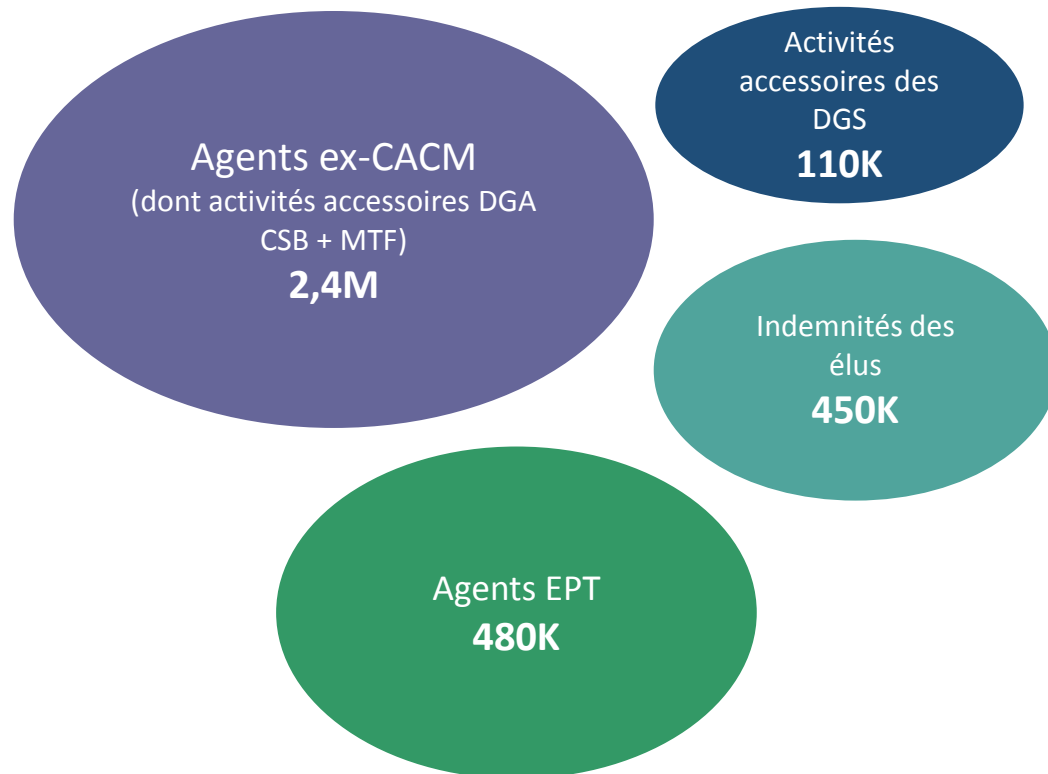 Agents ex-CACM
(dont activités accessoires DGA
CSB + MTF)
2,4M
Activités
accessoires des
DGS
110K
Indemnités des
élus
450K
Agents EPT
480K